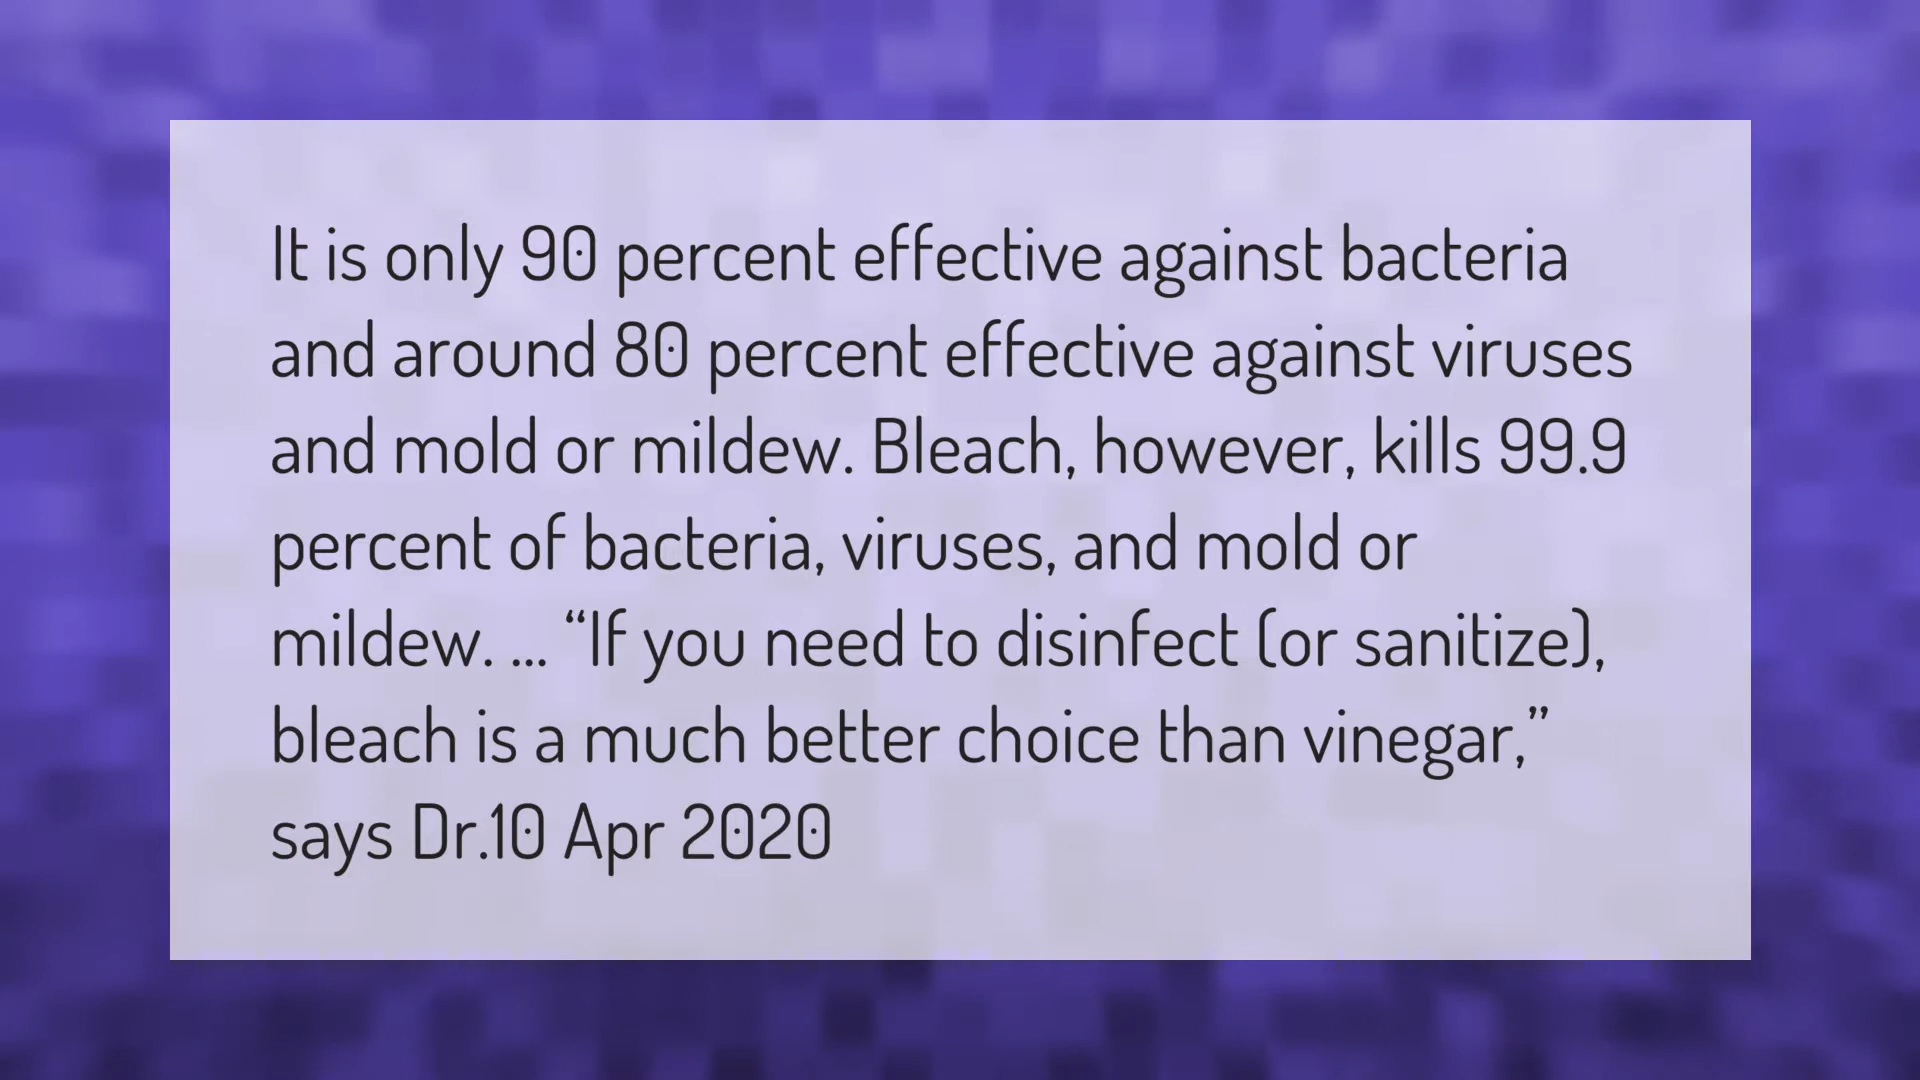 It is only 90 percent effective against bacteria
and around 80 percent effective against viruses
and mold or mildew. Bleach, however, kills 99.9
percent of bacteria, viruses, and mold or
mildew. ... “If you need to disinfect (or sanitize),
bleach is a much better choice than vinegar,”
says Dr.10 Apr 2020